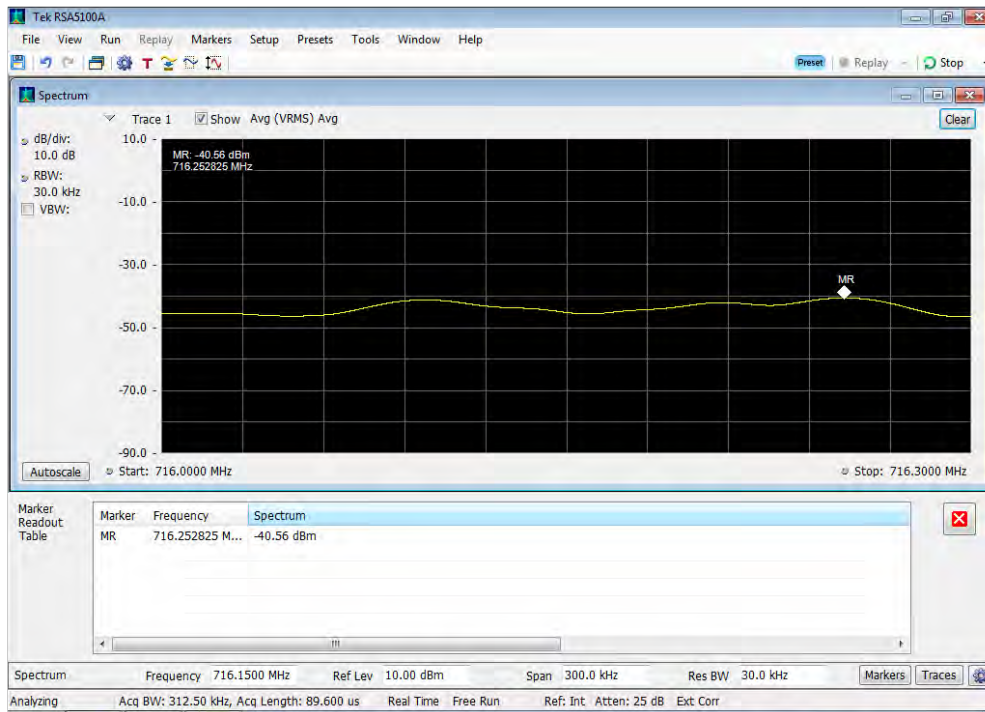 Tek RSA5100A
File View Run Replay Markers Setup Presets Tools Window Help
T Preset Replay Stop
Spectrum
Trace 1 Show Avg (VRMS) Avg Clear
dB/div:
10.0 dB
RBW:
30.0 kHz
VBW:
10.0 -
MR: -40.56 dBm
716.252825 MHz
-10.0 -
-30.0 -
MR
-50.0 -
-70.0 -
-90.0 -
Autoscale Start: 716.0000 MHz Stop: 716.3000 MHz
Marker
Readout
Table
Marker Frequency Spectrum
MR 716.252825 M... -40.56 dBm
Spectrum Frequency 716.1500 MHz Ref Lev 10.00 dBm Span 300.0 kHz Res BW 30.0 kHz Markers Traces
Analyzing Acq BW: 312.50 kHz, Acq Length: 89.600 us Real Time Free Run Ref: Int Atten: 25 dB Ext Corr